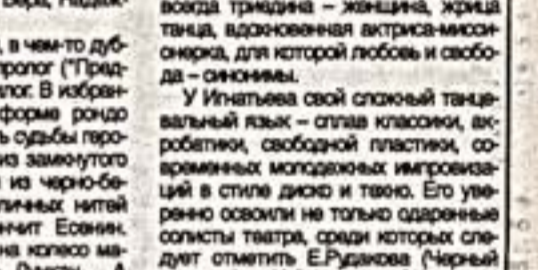 в чем-то дуб-
пролог ("Пред-
лог. В избран-
форме рондо
судьбы геро-
из замкнутого
из черно-бе-
личных нитей
нчит Есенин.
на колесо ма-
всегда триедина – женщина, жрица
танца, вдохновенная актриса-мисси-
онерка, для которой любовь и свобо-
да – синонимы.
У Игнатьева свой сложный танце-
вальный язык – сплав классики, ак-
робатики, свободной пластики, со-
временных молодежных импровиза-
ций в стиле диско и техно. Его уве-
ренно освоили не только одаренные
солисты театра, среди которых сле-
дует отметить Е.Рудакова (Черный